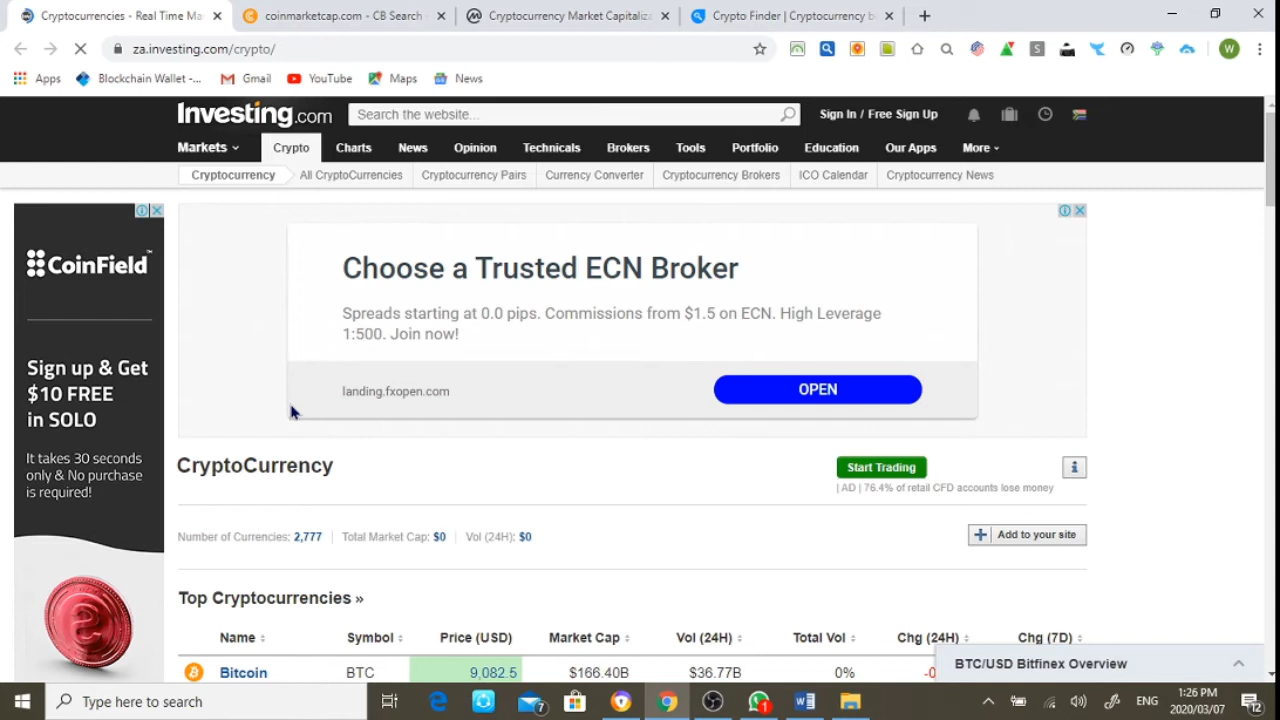 Cryptocurrencies - Real Time Ma
coinmarketcap.com - CB Search -
Cryptocurrency Market Capitaliza
Crypto Finder | Cryptocurrency b
za.investing.com/crypto/
S
W
Apps
Blockchain Wallet -...
Gmail
YouTube
Maps
News
Investing.com
Search the website...
Sign In / Free Sign Up
Markets
Crypto
Charts
News
Opinion
Technicals
Brokers
Tools
Portfolio
Education
Our Apps
More
Cryptocurrency
All CryptoCurrencies
Cryptocurrency Pairs
Currency Converter
Cryptocurrency Brokers
ICO Calendar
Cryptocurrency News
CoinField™
Sign up & Get
$10 FREE
in SOLO
It takes 30 seconds
only & No purchase
is required!
Choose a Trusted ECN Broker
Spreads starting at 0.0 pips. Commissions from $1.5 on ECN. High Leverage
1:500. Join now!
landing.fxopen.com
OPEN
CryptoCurrency
Start Trading
| AD | 76.4% of retail CFD accounts lose money
Number of Currencies: 2,777
Total Market Cap: $0
Vol (24H): $0
Add to your site
Top Cryptocurrencies »
Name
Symbol
Price (USD)
Market Cap
Vol (24H)
Total Vol
Chg (24H)
Chg (7D)
Bitcoin
BTC
9,082.5
$166.40B
$36.77B
0%
-0
BTC/USD Bitfinex Overview
Type here to search
7
1
ENG
1:26 PM
2020/03/07
12